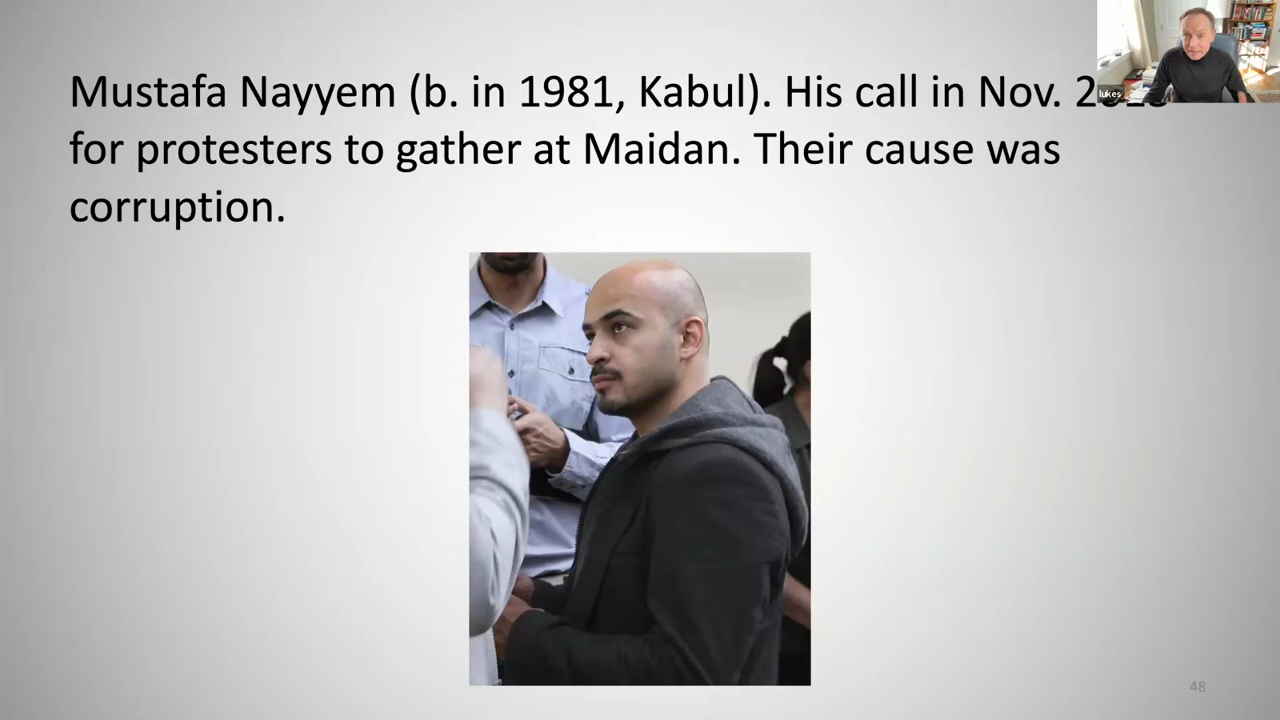 Mustafa Nayyem (b. in 1981, Kabul). His call in Nov.
for protesters to gather at Maidan. Their cause was
corruption.
lukes
48